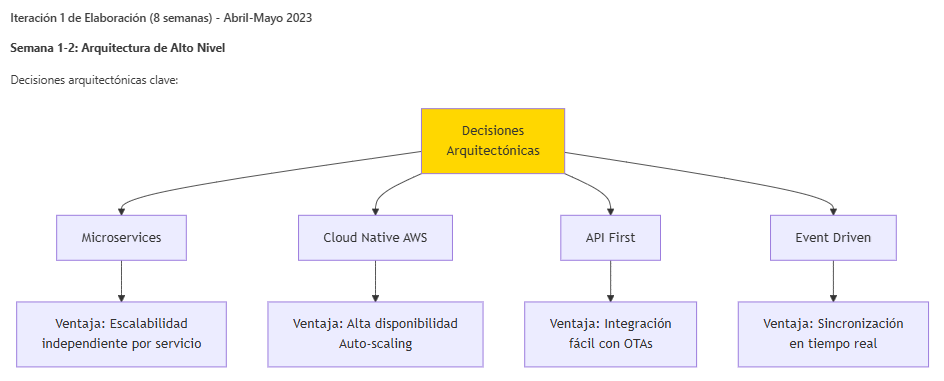 Iteración 1 de Elaboración (8 semanas) - Abril-Mayo 2023
Semana 1-2: Arquitectura de Alto Nivel
Decisiones arquitectónicas clave:
Decisiones
Arquitectónicas
Microservices
Cloud Native AWS
API First
Event Driven
Ventaja: Escalabilidad
independiente por servicio
Ventaja: Alta disponibilidad
Auto-scaling
Ventaja: Integración
fácil con OTAs
Ventaja: Sincronización
en tiempo real